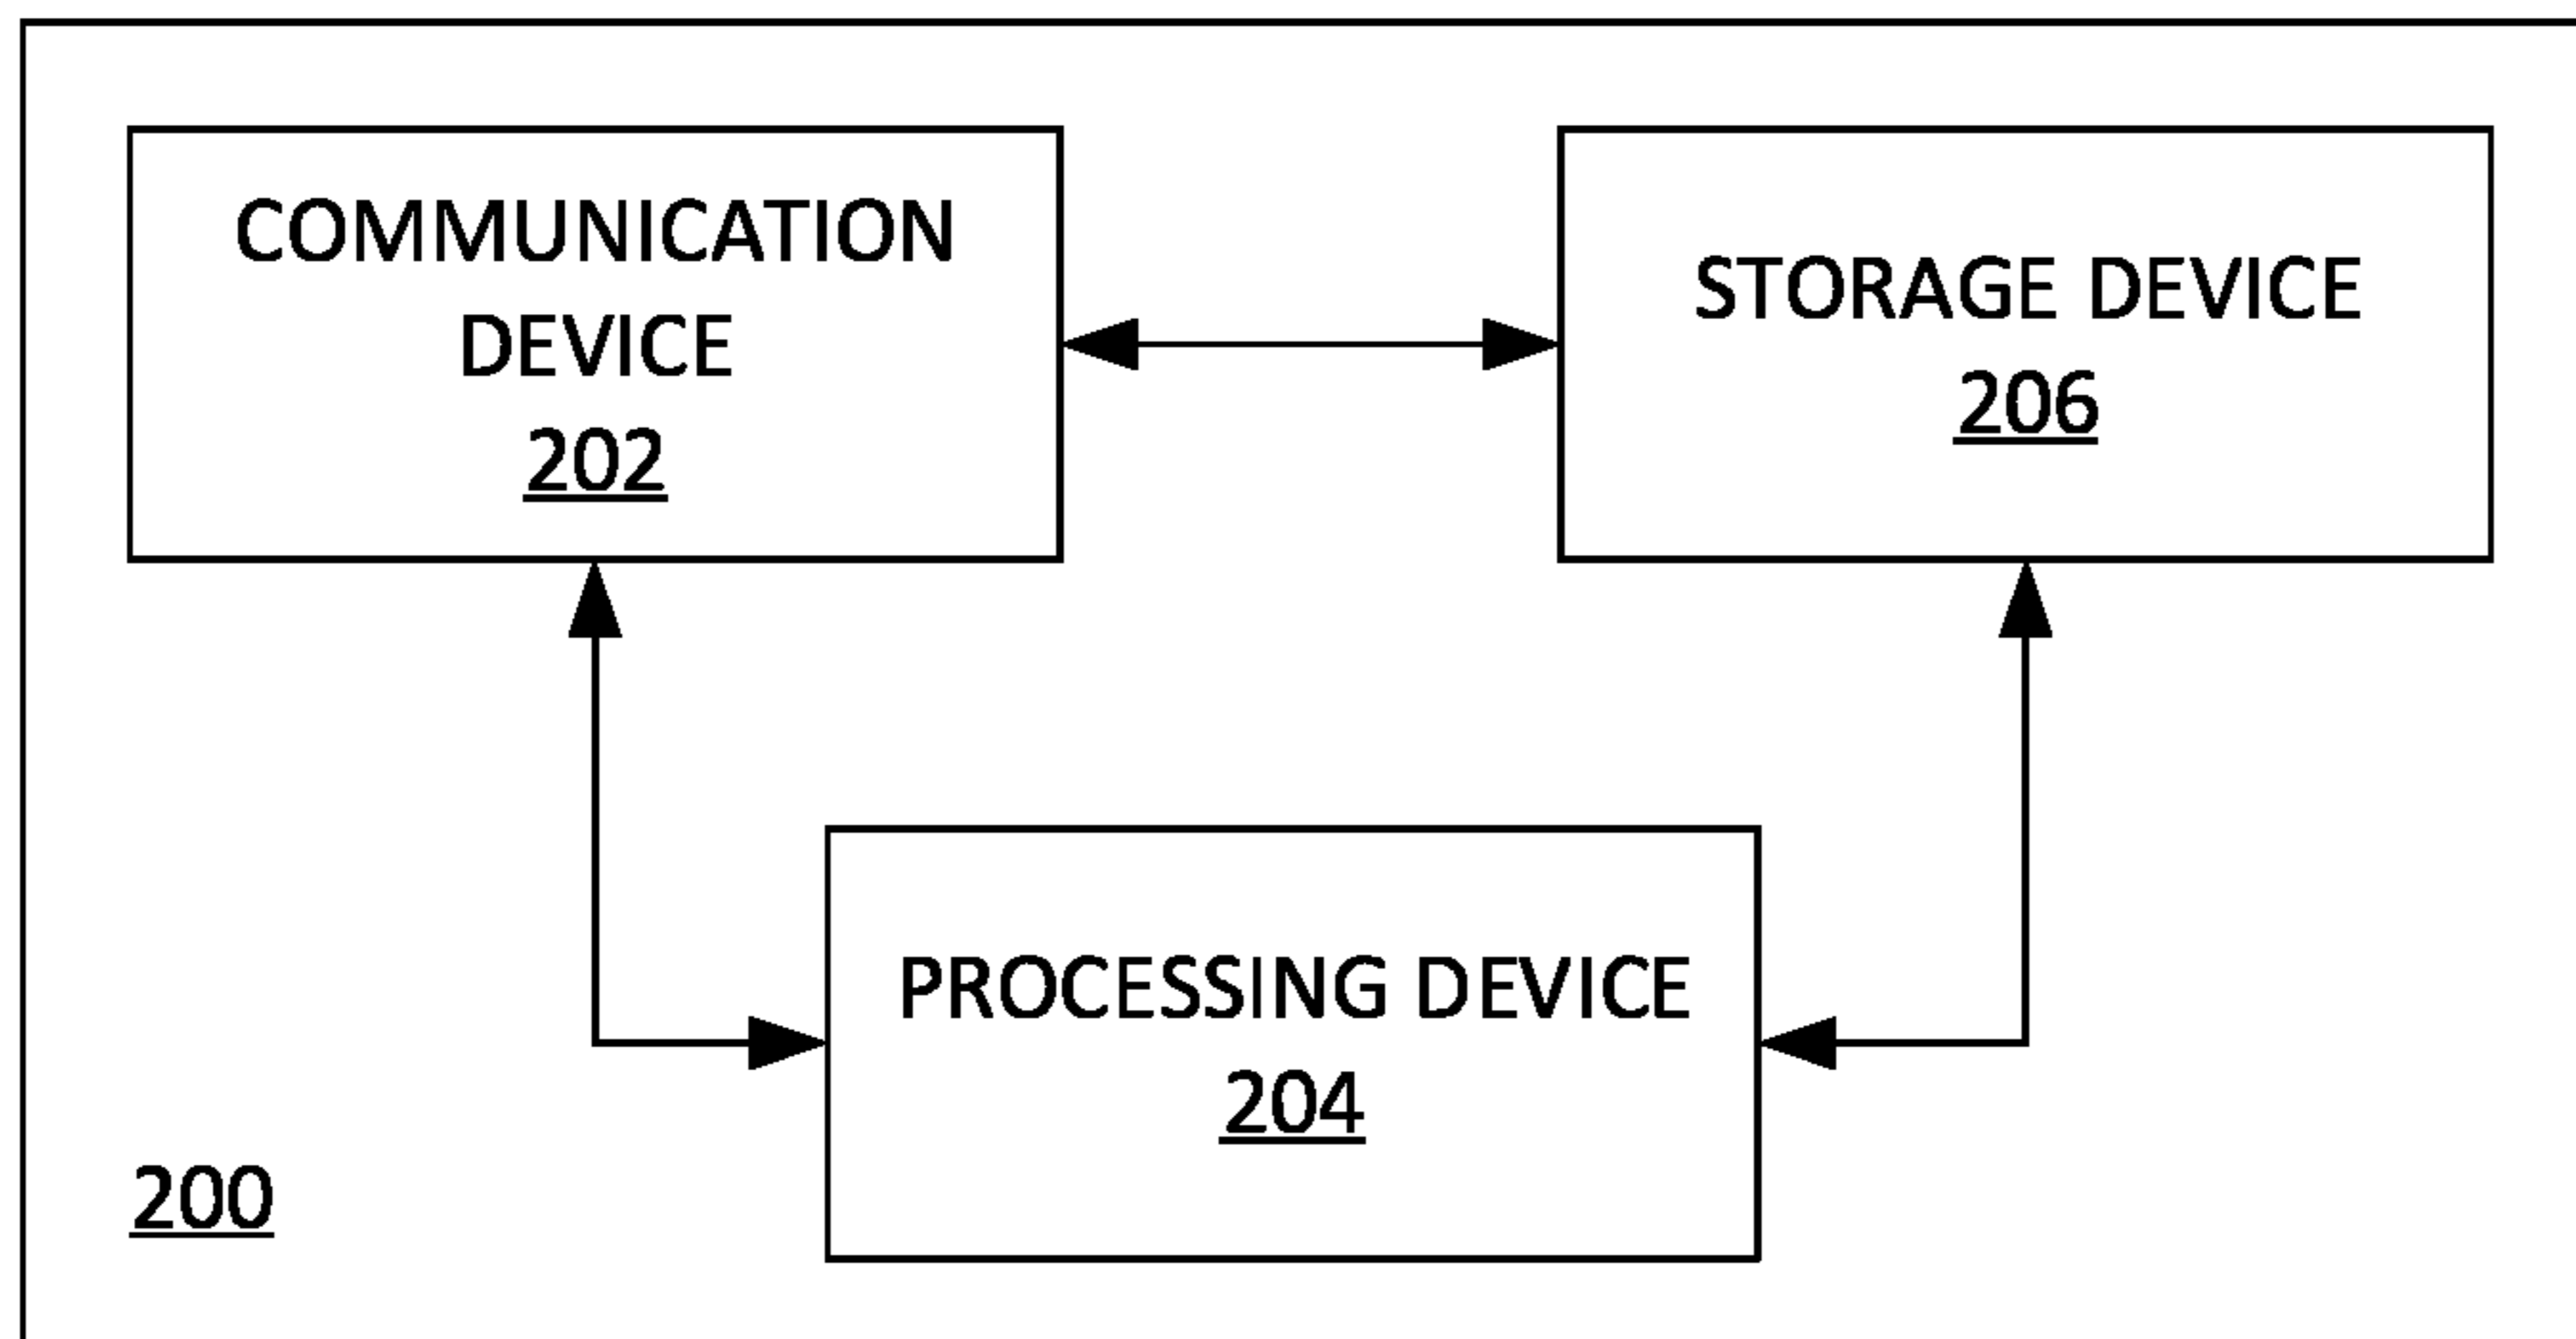 COMMUNICATION
DEVICE
202
STORAGE DEVICE
206
PROCESSING DEVICE
204
200